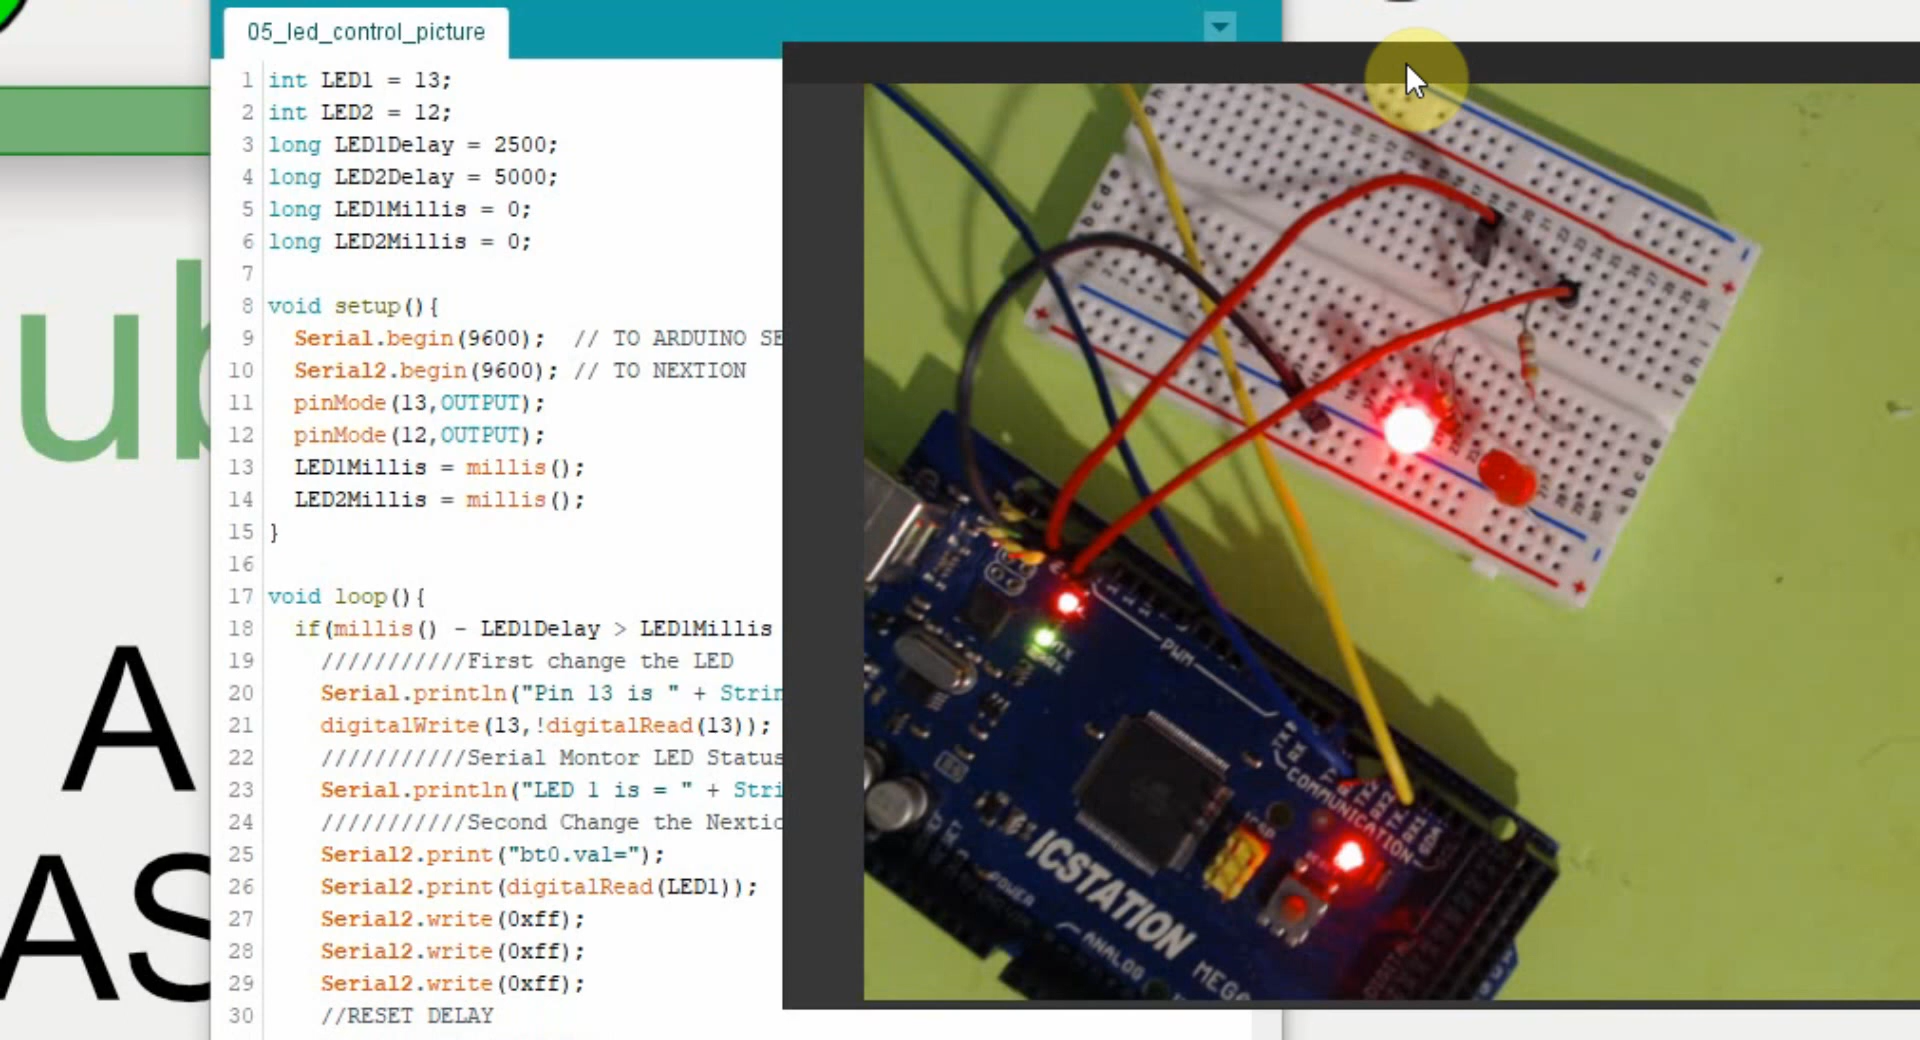 05_led_control_picture
1 int LED1 = 13;
2 int LED2 = 12;
3 long LED1Delay = 2500;
4 long LED2Delay = 5000;
5 long LED1Millis = 0;
6 long LED2Millis = 0;
7
8 void setup(){
9 Serial.begin(9600); // TO ARDUINO SE
10 Serial2.begin(9600); // TO NEXTION
11 pinMode(13,OUTPUT);
12 pinMode(12,OUTPUT);
13 LED1Millis = millis();
14 LED2Millis = millis();
15 }
16
17 void loop(){
18 if(millis() - LED1Delay > LED1Millis
19 ///////////First change the LED
20 Serial.println("Pin 13 is " + Strin
21 digitalWrite(13,!digitalRead(13));
22 ///////////Serial Montor LED Status
23 Serial.println("LED 1 is = " + Stri
24 ///////////Second Change the Nextic
25 Serial2.print("bt0.val=");
26 Serial2.print(digitalRead(LED1));
27 Serial2.write(0xff);
28 Serial2.write(0xff);
29 Serial2.write(0xff);
30 //RESET DELAY
ub
A
AS
PWM
COMMUNICATION
ICSTATION
POWER
ANALOG
MEGA